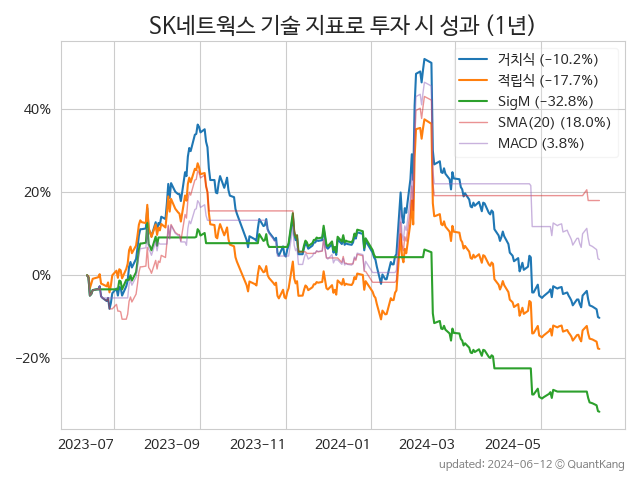 SK네트웍스 기술 지표로 투자 시 성과 (1년)
거치식 (−10.2%)
적립식 (−17.7%)
SigM (−32.8%)
SMA(20) (18.0%)
MACD (3.8%)
40%
20%
0%
−20%
2023-07 2023-09 2023-11 2024-01 2024-03 2024-05
updated: 2024-06-12 © QuantKang